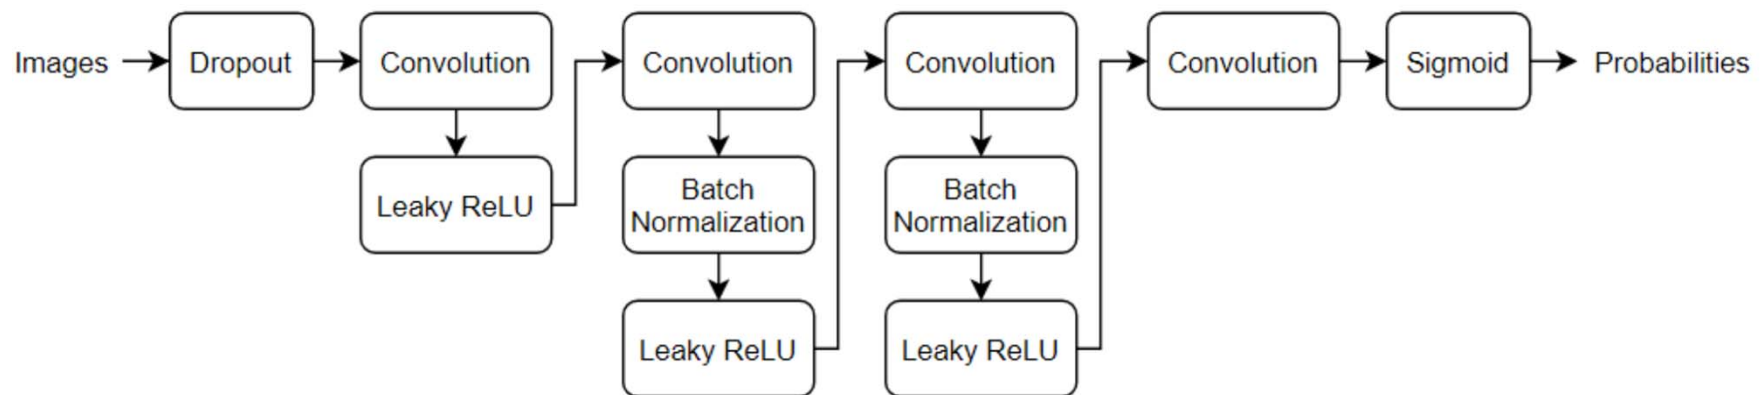 Images
Dropout
Convolution
Leaky ReLU
Convolution
Batch
Normalization
Leaky ReLU
Convolution
Batch
Normalization
Leaky ReLU
Convolution
Sigmoid
Probabilities